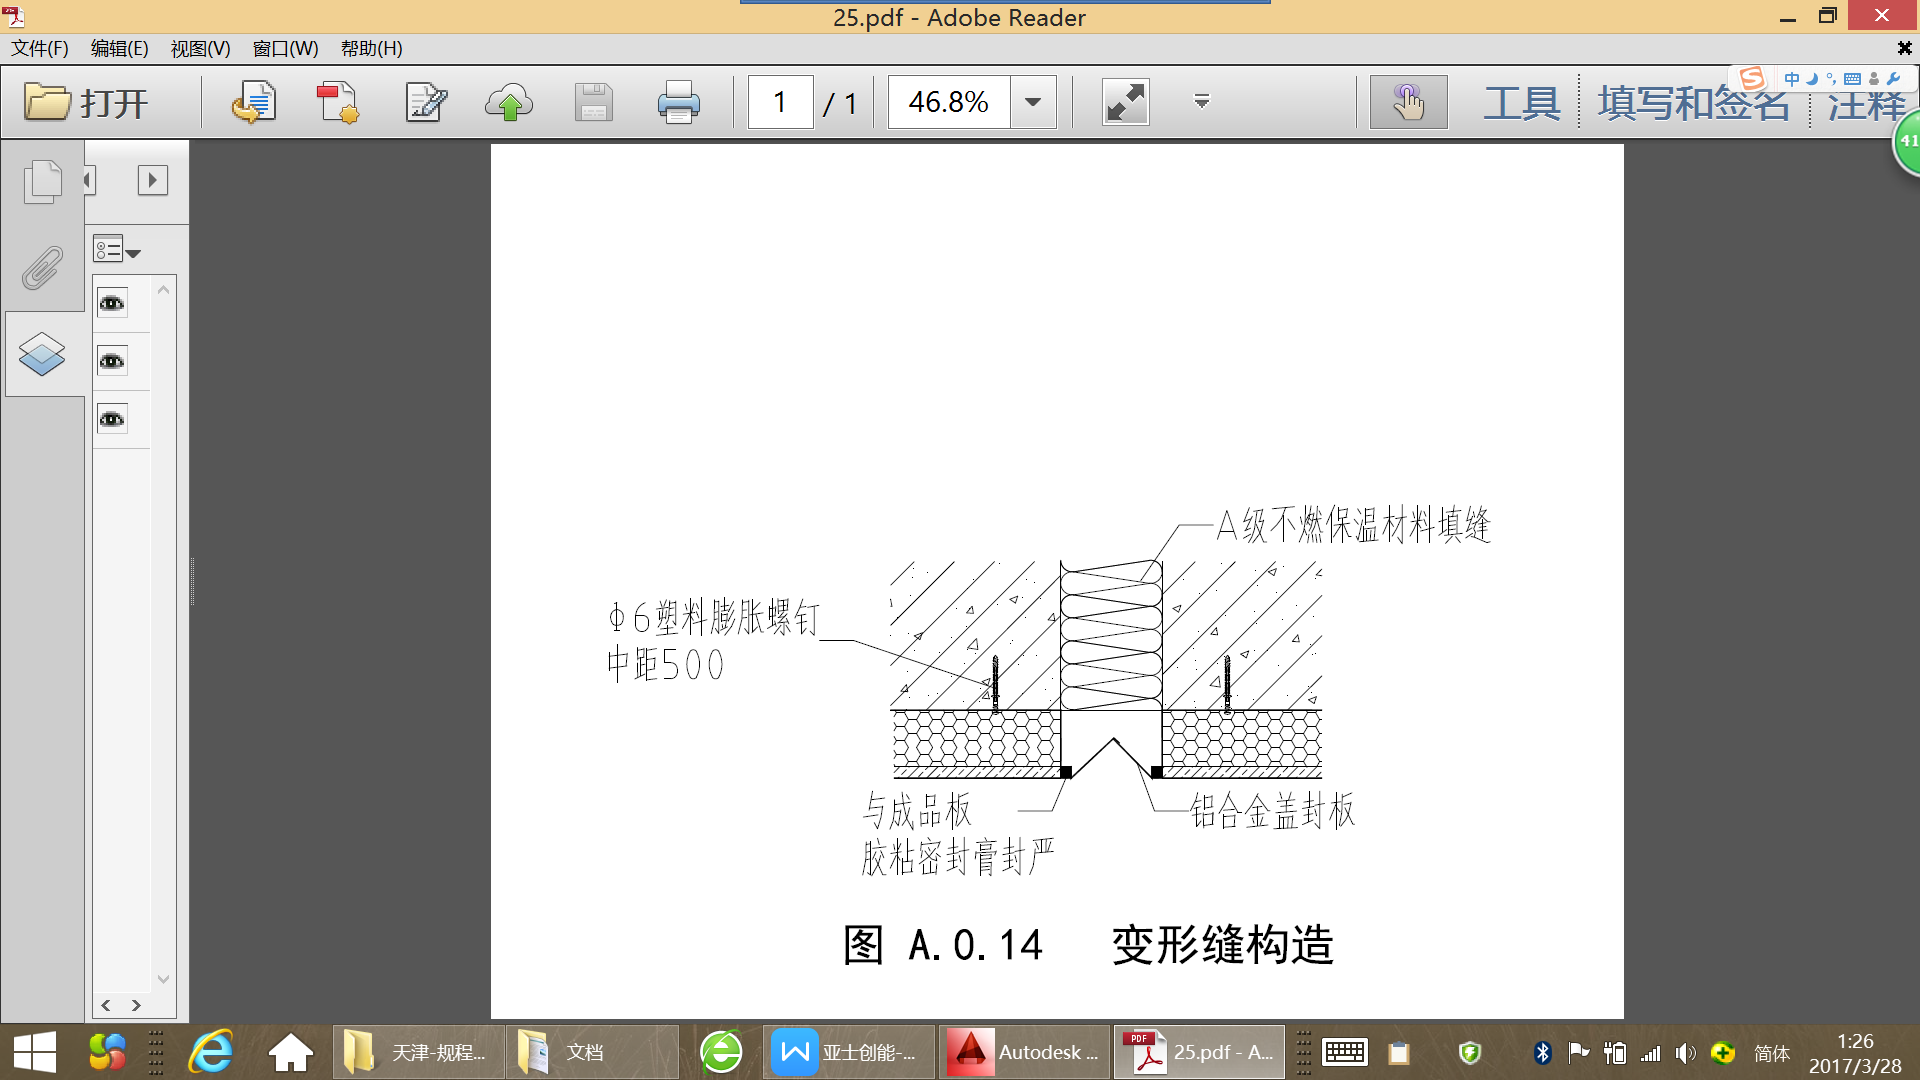 25.pdf - Adobe Reader
文件(F) 编辑(E) 视图(V) 窗口(W) 帮助(H)
打开 1 / 1 46.8% 工具 填写和签名 注释
中
41
A级不燃保温材料填缝
Φ6塑料膨胀螺钉
中距500
与成品板
胶粘密封膏封严
铝合金盖封板
图 A.0.14 变形缝构造
天津-规程... 文档 亚士创能-... Autodesk ... PDF 25.pdf - A... 简体
1:26
2017/3/28